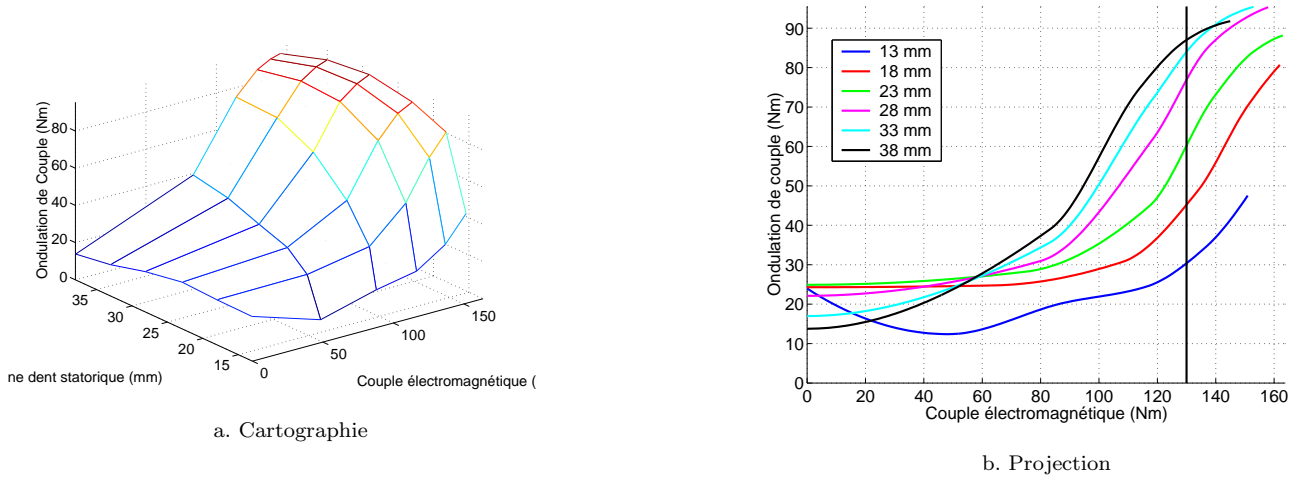 Ondulation de Couple (Nm)
80
60
40
20
0
35
30
25
20
15
0
50
100
150
ne dent statorique (mm)
Couple électromagnétique (
a. Cartographie
Ondulation de couple (Nm)
90
80
70
60
50
40
30
20
10
0
13 mm
18 mm
23 mm
28 mm
33 mm
38 mm
0 20 40 60 80 100 120 140 160
Couple électromagnétique (Nm)
b. Projection